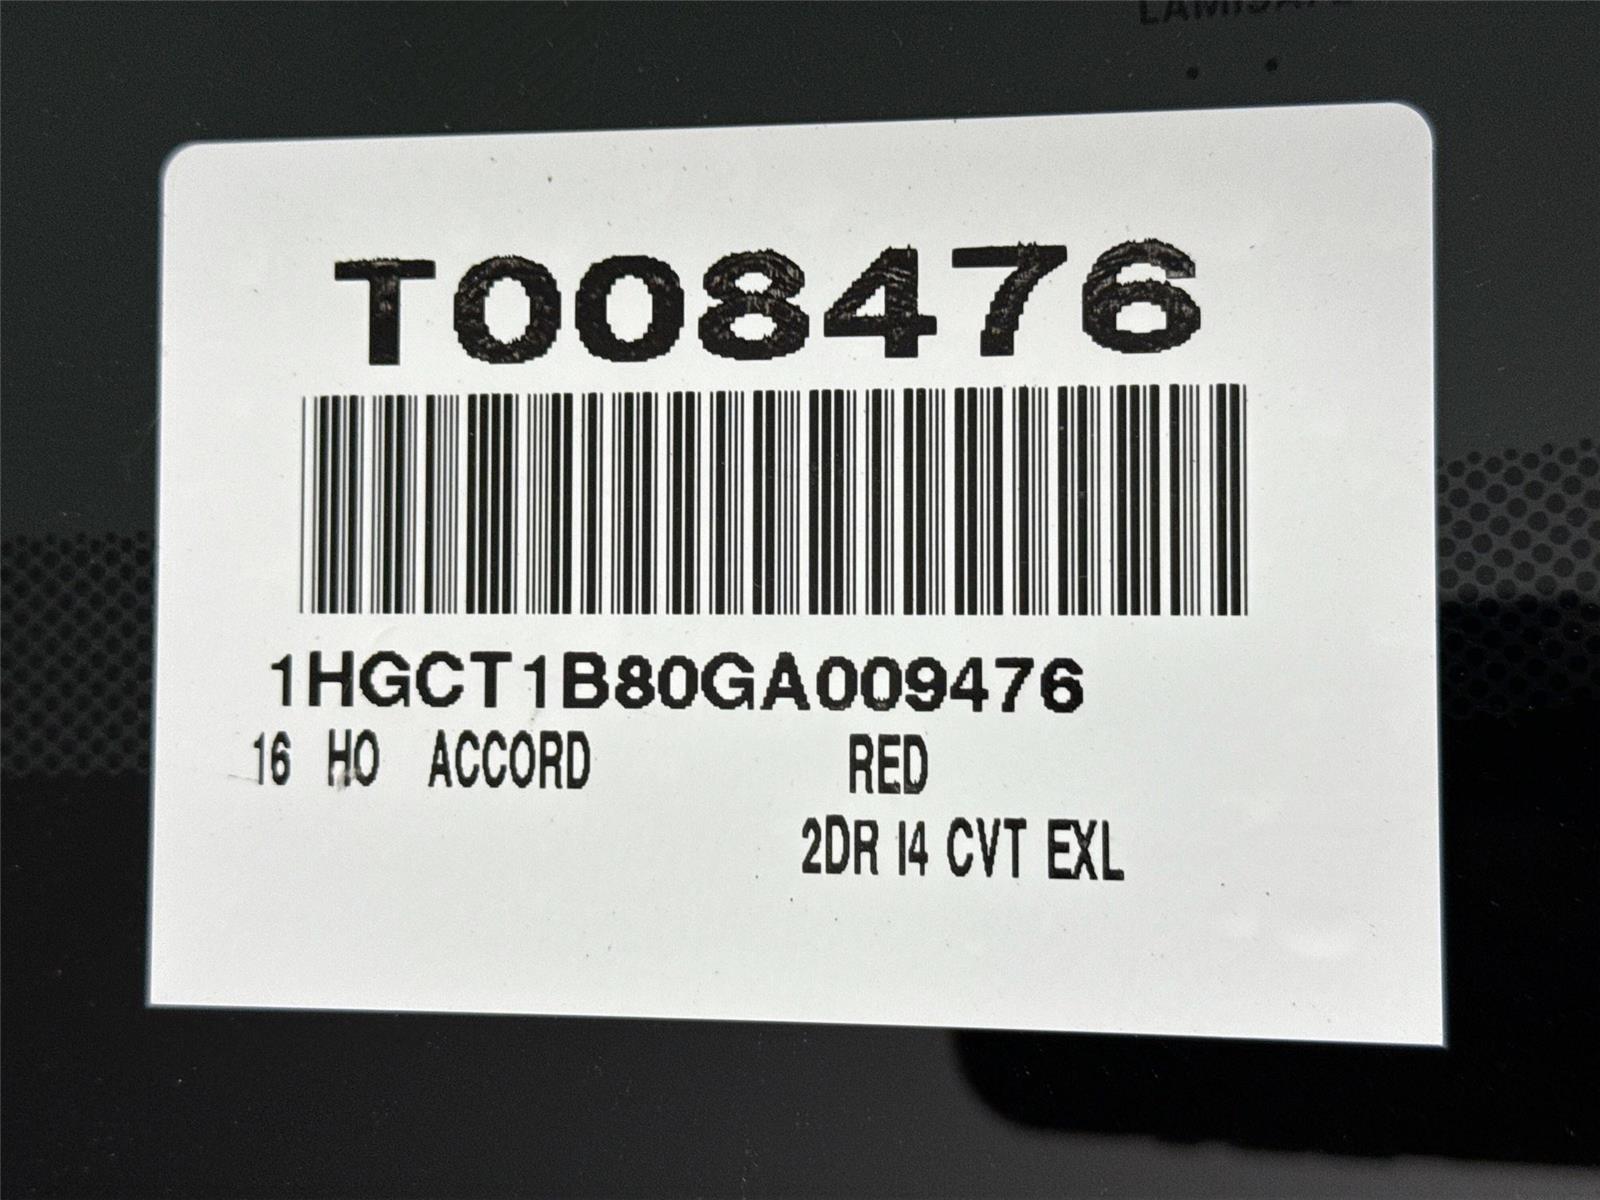 T008476
1HGCT1B80GA009476
16 HO ACCORD RED
2DR I4 CVT EXL